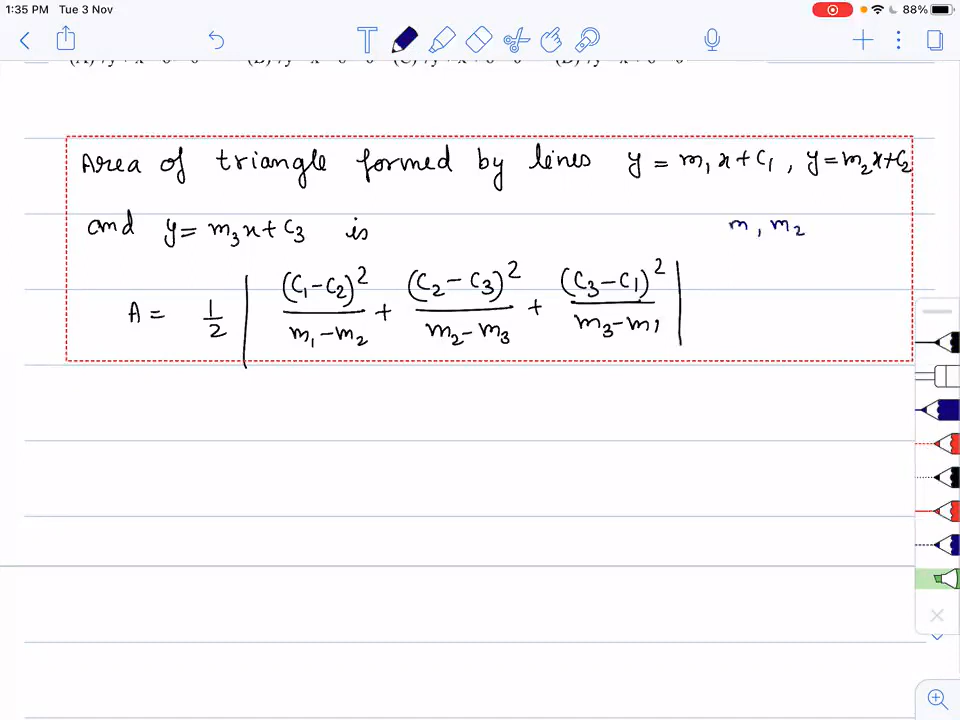 1:35 PM Tue 3 Nov 88%
Area of triangle formed by lines y = m₁x + c₁ , y = m₂x + c₂
and y = m₃x + c₃ is
m , m₂
A = 1/2 | (c₁ - c₂)²/(m₁ - m₂) + (c₂ - c₃)²/(m₂ - m₃) + (c₃ - c₁)²/(m₃ - m₁) |